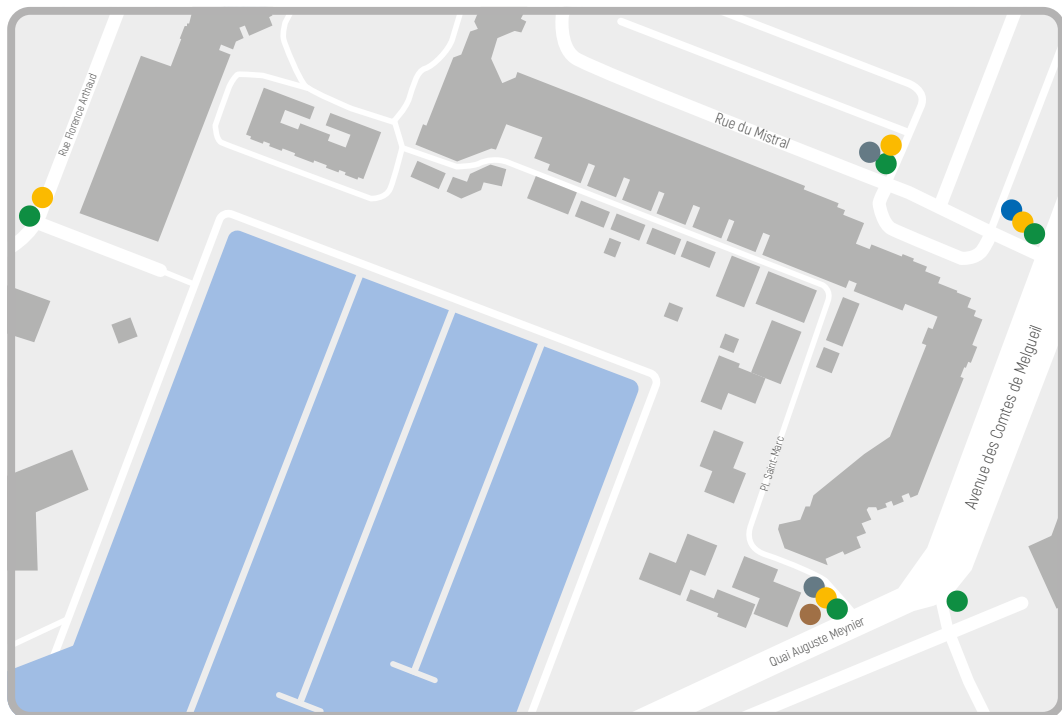 Rue Florence Arthaud
Rue du Mistral
Avenue des Comtes de Melgueil
PL. Saint-Marc
Quai Auguste Meynier